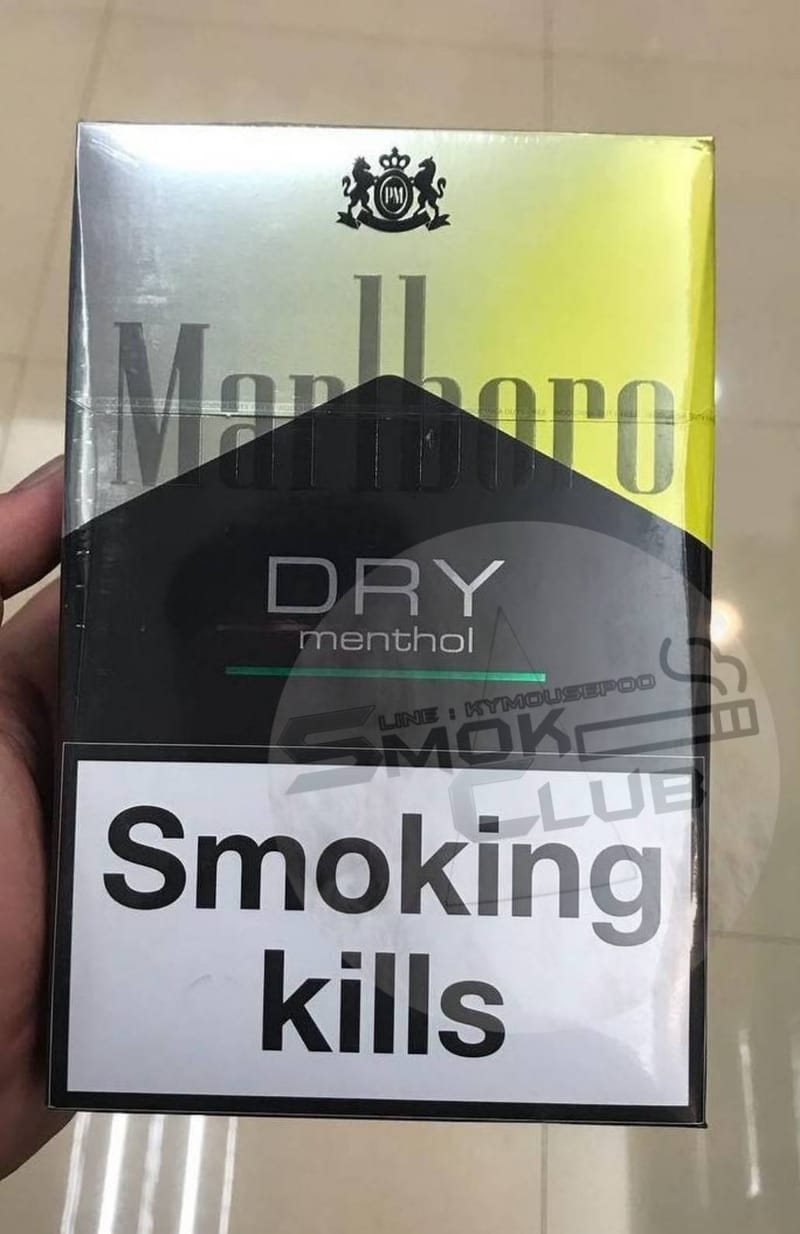 PM
Marlboro
DRY
menthol
LINE : KYMOUSEPOO
SMOKE
CLUB
Smoking
kills